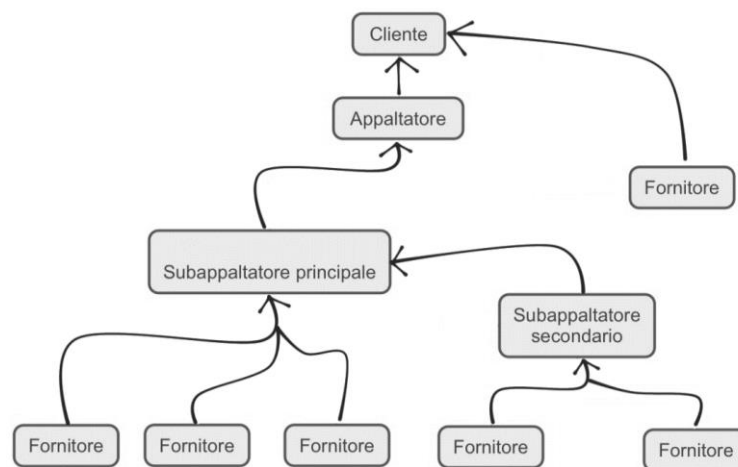 Cliente
Appaltatore
Fornitore
Subappaltatore principale
Subappaltatore
secondario
Fornitore
Fornitore
Fornitore
Fornitore
Fornitore